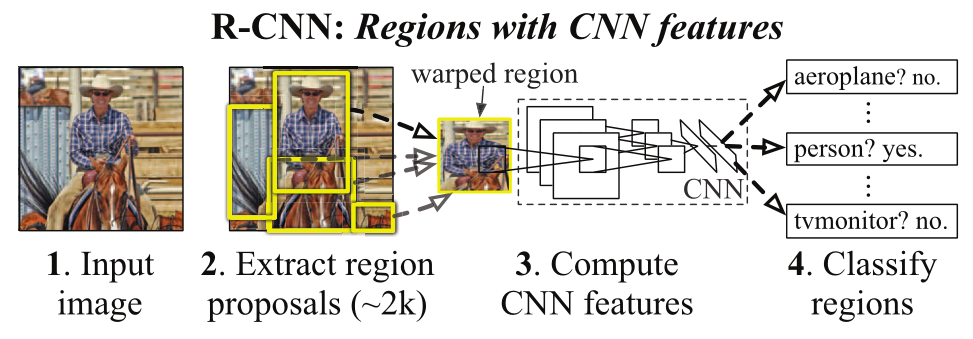 R-CNN: Regions with CNN features
warped region
aeroplane? no.
⋮
person? yes.
⋮
tvmonitor? no.
CNN
1. Input
image
2. Extract region
proposals (~2k)
3. Compute
CNN features
4. Classify
regions